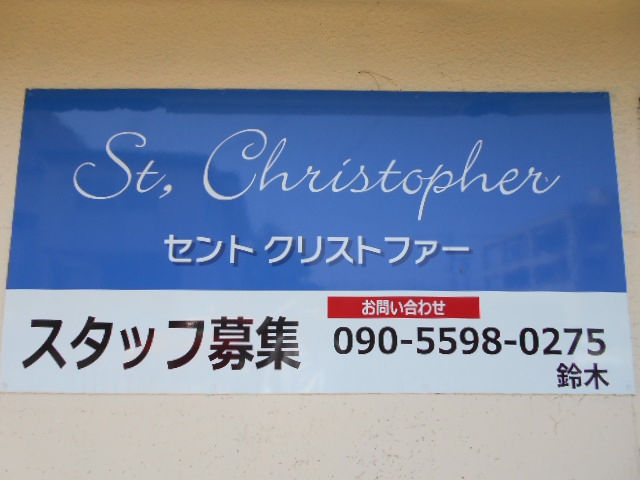 St, Christopher
セント クリストファー
お問い合わせ
スタッフ募集 090-5598-0275
鈴木